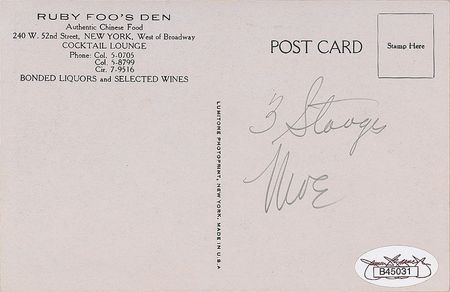 RUBY FOO'S DEN
Authentic Chinese Food
240 W. 52nd Street, NEW YORK, West of Broadway
COCKTAIL LOUNGE
Phone: Col. 5-0705
Col. 5-8799
Cir. 7-9516
BONDED LIQUORS and SELECTED WINES
LUMITONE PHOTOPRINT, NEW YORK. MADE IN U.S.A
POST CARD
Stamp Here
3 Stooges
Moe
B45031